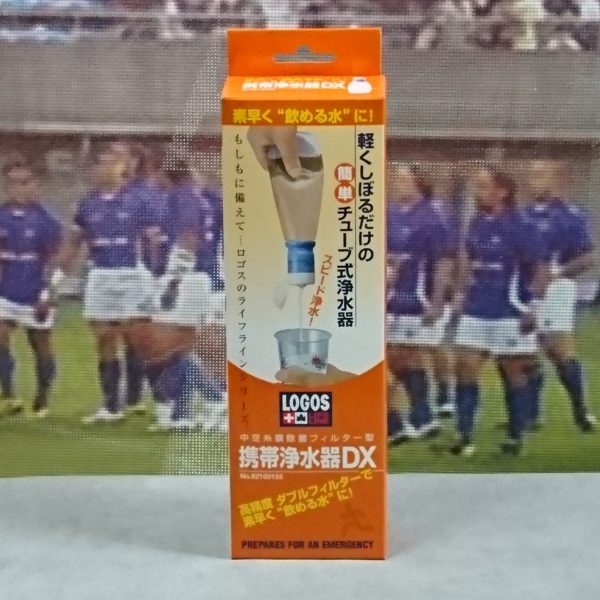 携帯浄水器DX
素早く“飲める水”に！
もしもに備えて…ロゴスのライフラインシリーズ。
軽くしぼるだけの
簡単チューブ式浄水器
スピード浄水！
LOGOS
中空糸膜除菌フィルター型
携帯浄水器DX
No.82100155
高精度ダブルフィルターで
素早く“飲める水”に！
PREPARES FOR AN EMERGENCY